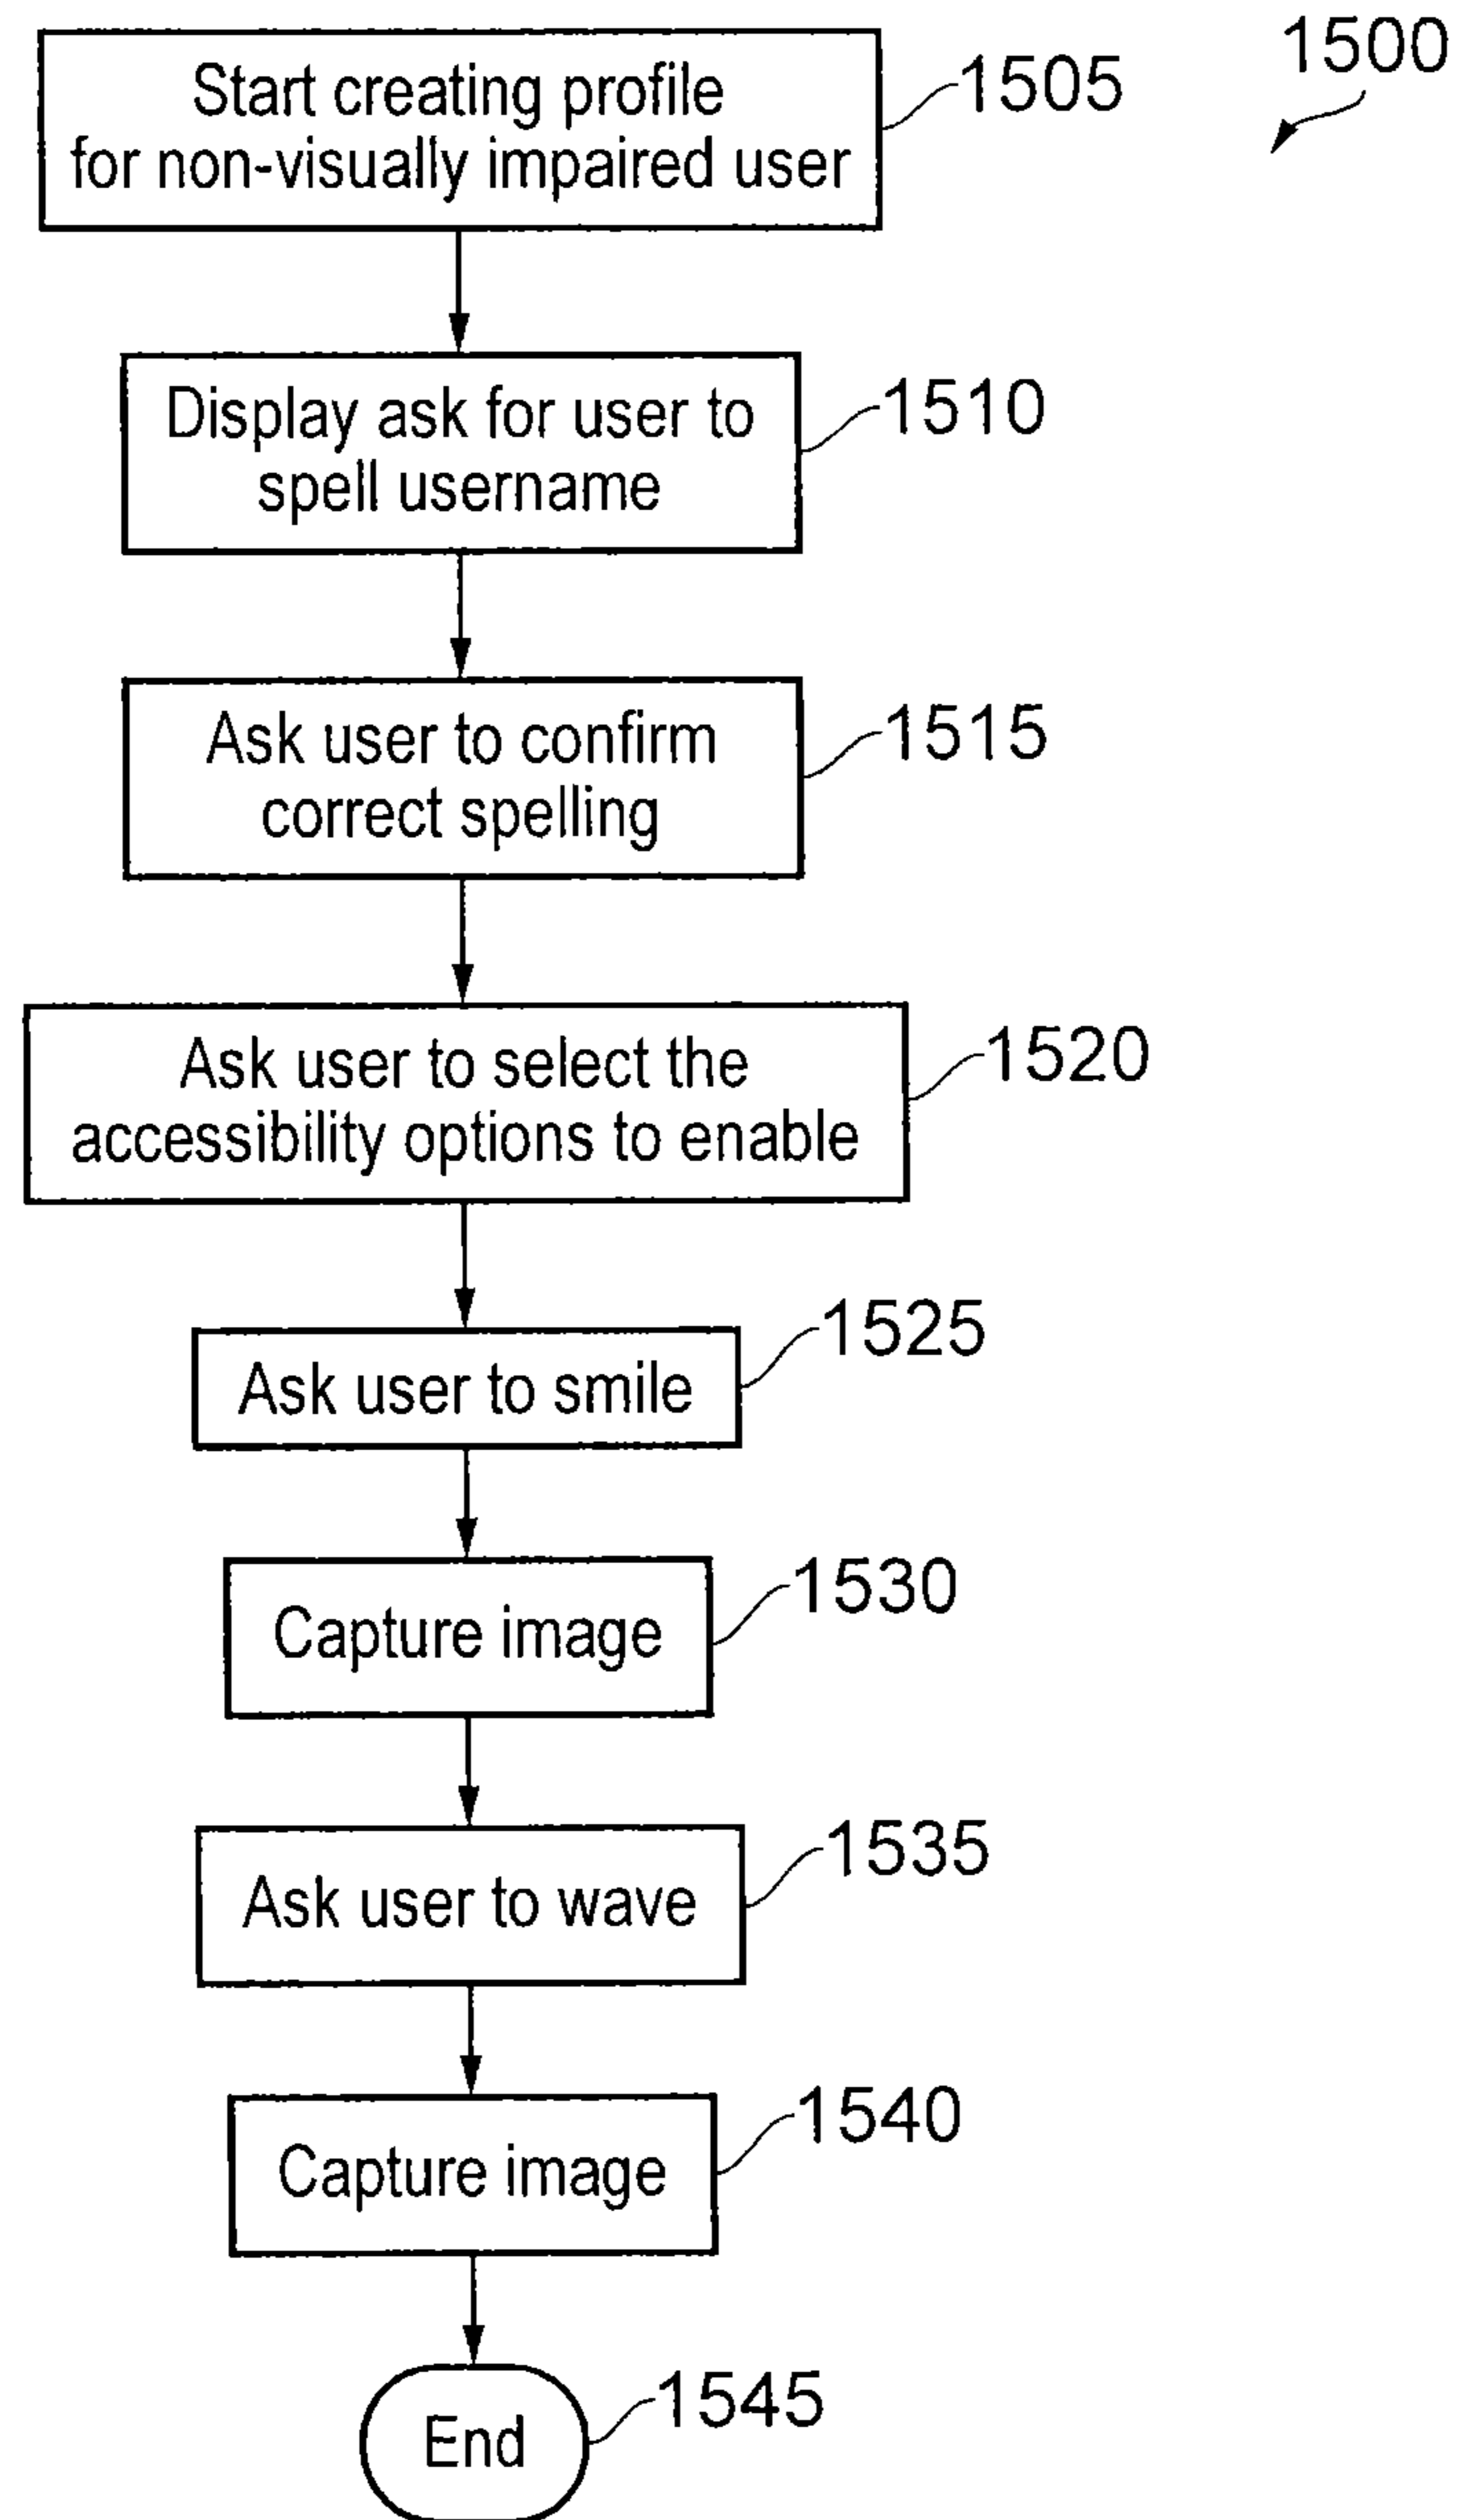 1500
Start creating profile
for non-visually impaired user
1505
Display ask for user to
spell username
1510
Ask user to confirm
correct spelling
1515
Ask user to select the
accessibility options to enable
1520
Ask user to smile
1525
Capture image
1530
Ask user to wave
1535
Capture image
1540
End
1545